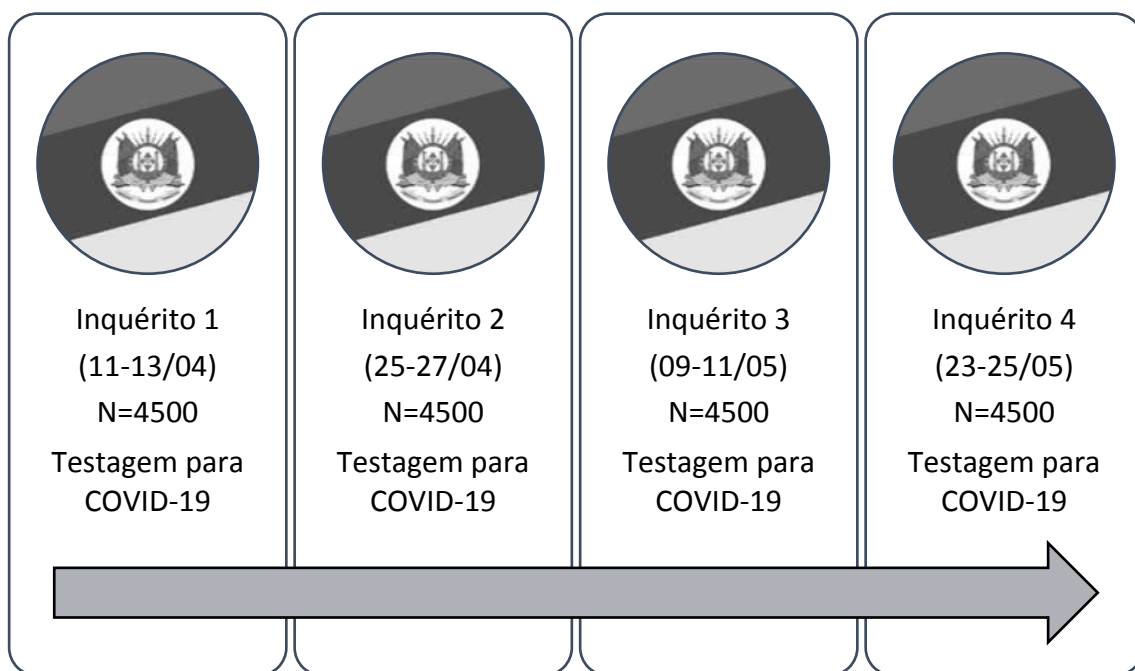 Inquérito 1
(11-13/04)
N=4500
Testagem para
COVID-19
Inquérito 2
(25-27/04)
N=4500
Testagem para
COVID-19
Inquérito 3
(09-11/05)
N=4500
Testagem para
COVID-19
Inquérito 4
(23-25/05)
N=4500
Testagem para
COVID-19